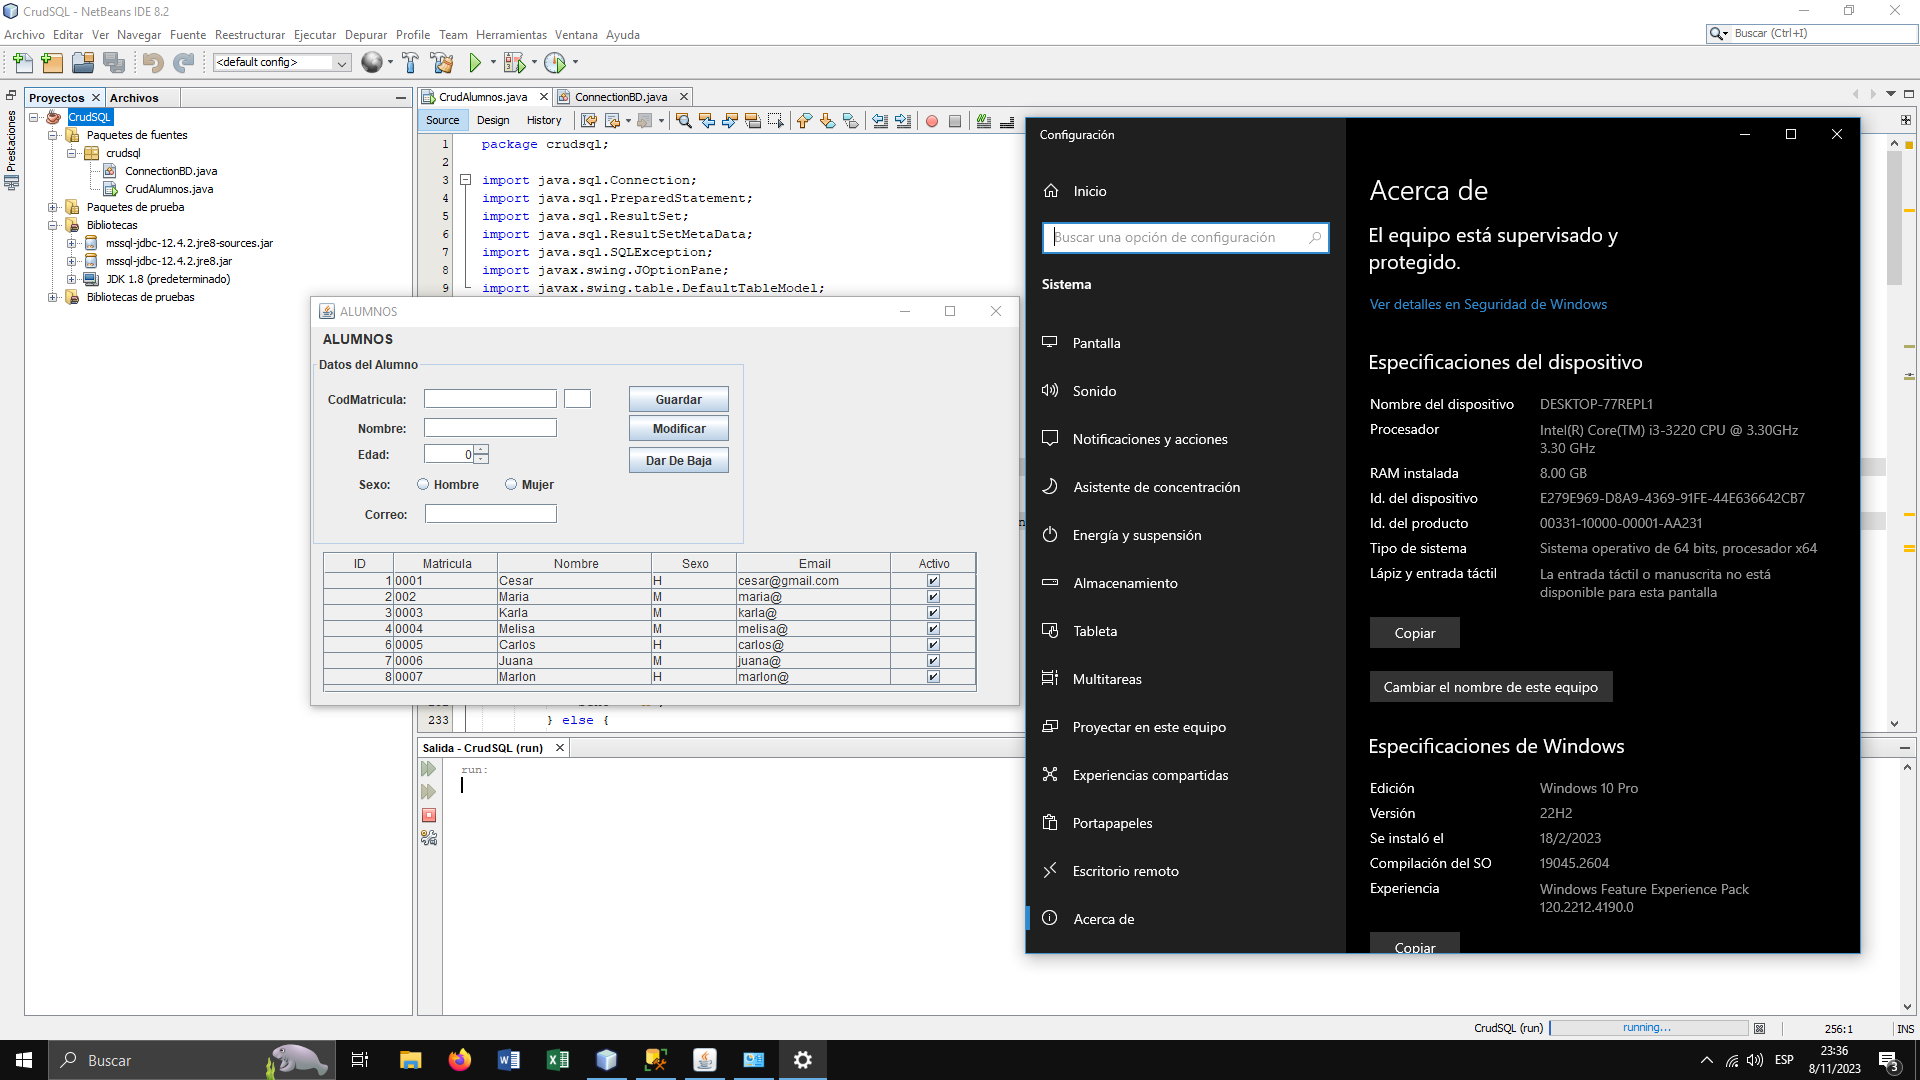 CrudSQL - NetBeans IDE 8.2
Archivo Editar Ver Navegar Fuente Reestructurar Ejecutar Depurar Profile Team Herramientas Ventana Ayuda
Buscar (Ctrl+I)
<default config>
Prestaciones
Proyectos
Archivos
CrudSQL
Paquetes de fuentes
crudsql
ConnectionBD.java
CrudAlumnos.java
Paquetes de prueba
Bibliotecas
mssql-jdbc-12.4.2.jre8-sources.jar
mssql-jdbc-12.4.2.jre8.jar
JDK 1.8 (predeterminado)
Bibliotecas de pruebas
CrudAlumnos.java
ConnectionBD.java
Source Design History
1 package crudsql;
2
3 import java.sql.Connection;
4 import java.sql.PreparedStatement;
5 import java.sql.ResultSet;
6 import java.sql.ResultSetMetaData;
7 import java.sql.SQLException;
8 import javax.swing.JOptionPane;
9 import javax.swing.table.DefaultTableModel;
233 } else {
ALUMNOS
ALUMNOS
Datos del Alumno
CodMatricula:
Nombre:
Edad: 0
Sexo: Hombre Mujer
Correo:
Guardar
Modificar
Dar De Baja
ID Matricula Nombre Sexo Email Activo
1 0001 Cesar H cesar@gmail.com
2 002 Maria M maria@
3 0003 Karla M karla@
4 0004 Melisa M melisa@
6 0005 Carlos H carlos@
7 0006 Juana M juana@
8 0007 Marlon H marlon@
Salida - CrudSQL (run)
run:
Configuración
Inicio
Buscar una opción de configuración
Sistema
Pantalla
Sonido
Notificaciones y acciones
Asistente de concentración
Energía y suspensión
Almacenamiento
Tableta
Multitareas
Proyectar en este equipo
Experiencias compartidas
Portapapeles
Escritorio remoto
Acerca de
Acerca de
El equipo está supervisado y
protegido.
Ver detalles en Seguridad de Windows
Especificaciones del dispositivo
Nombre del dispositivo DESKTOP-77REPL1
Procesador Intel(R) Core(TM) i3-3220 CPU @ 3.30GHz
3.30 GHz
RAM instalada 8.00 GB
Id. del dispositivo E279E969-D8A9-4369-91FE-44E636642CB7
Id. del producto 00331-10000-00001-AA231
Tipo de sistema Sistema operativo de 64 bits, procesador x64
Lápiz y entrada táctil La entrada táctil o manuscrita no está
disponible para esta pantalla
Copiar
Cambiar el nombre de este equipo
Especificaciones de Windows
Edición Windows 10 Pro
Versión 22H2
Se instaló el 18/2/2023
Compilación del SO 19045.2604
Experiencia Windows Feature Experience Pack
120.2212.4190.0
Copiar
CrudSQL (run) running... 256:1 INS
Buscar
ESP
23:36
8/11/2023
3